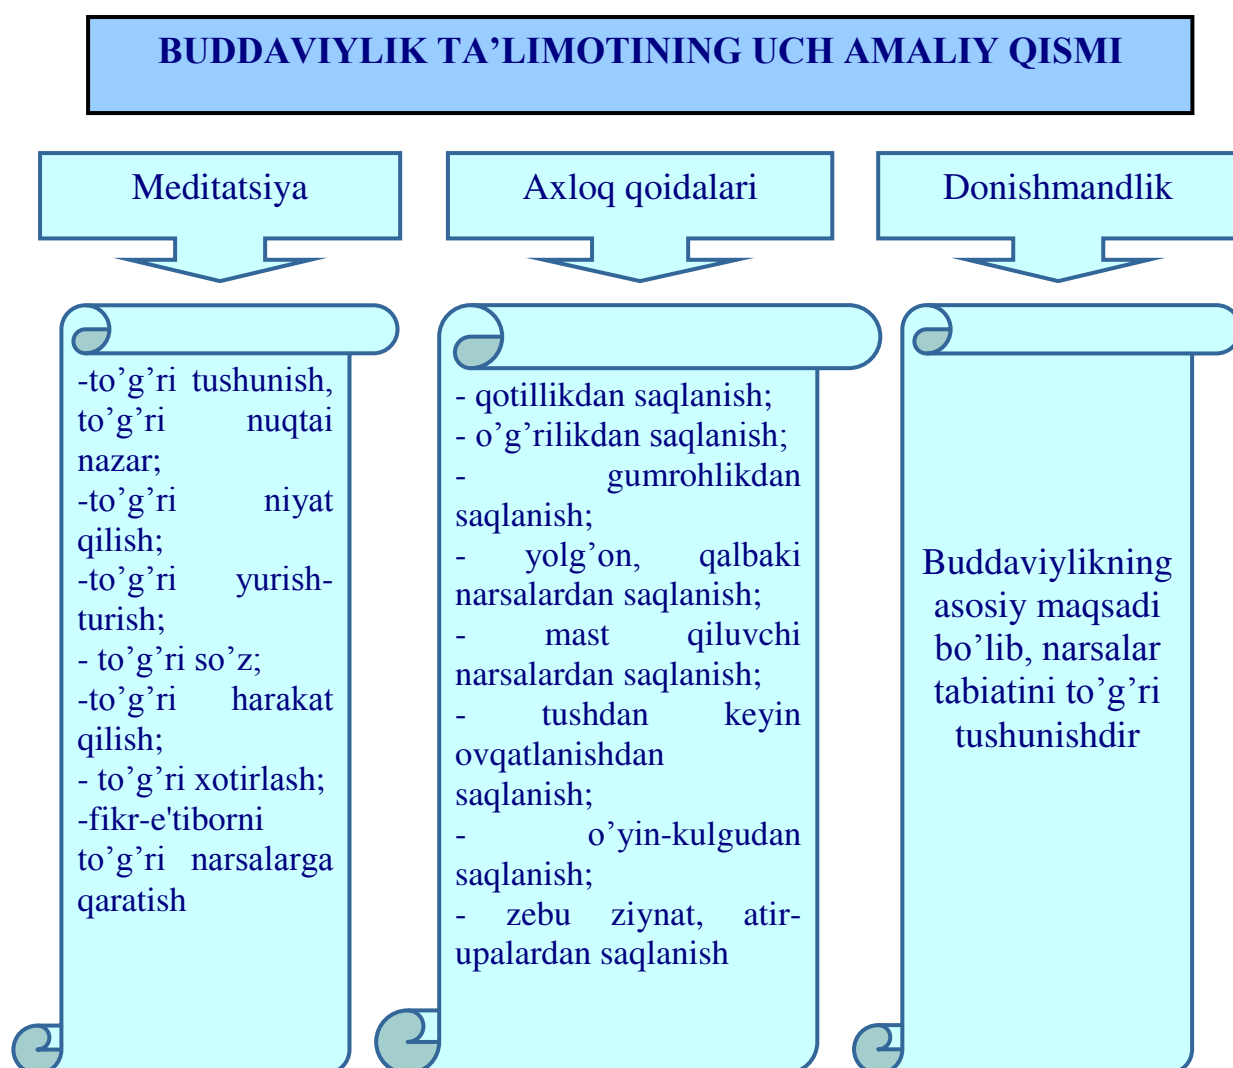 BUDDAVIYLIK TA’LIMOTINING UCH AMALIY QISMI
Meditatsiya
-to’g’ri tushunish,
to’g’ri nuqtai
nazar;
-to’g’ri niyat
qilish;
-to’g’ri yurish-
turish;
- to’g’ri so’z;
-to’g’ri harakat
qilish;
- to’g’ri xotirlash;
-fikr-e'tiborni
to’g’ri narsalarga
qaratish
Axloq qoidalari
- qotillikdan saqlanish;
- o’g’rilikdan saqlanish;
- gumrohlikdan
saqlanish;
- yolg’on, qalbaki
narsalardan saqlanish;
- mast qiluvchi
narsalardan saqlanish;
- tushdan keyin
ovqatlanishdan
saqlanish;
- o’yin-kulgudan
saqlanish;
- zebu ziynat, atir-
upalardan saqlanish
Donishmandlik
Buddaviylikning
asosiy maqsadi
bo’lib, narsalar
tabiatini to’g’ri
tushunishdir